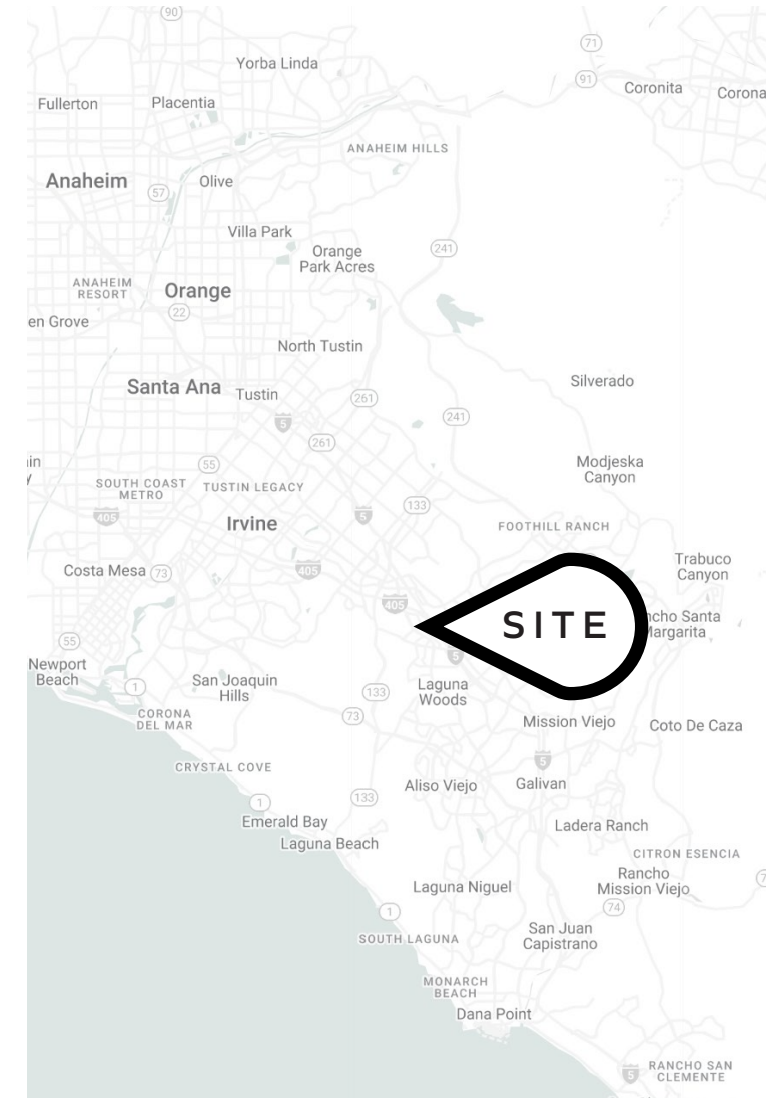 90
71
Yorba Linda
91
Coronita
Corona
Fullerton
Placentia
ANAHEIM HILLS
Anaheim
57
Olive
Villa Park
Orange
Park Acres
241
ANAHEIM
RESORT
Orange
22
en Grove
North Tustin
Santa Ana
Tustin
Silverado
261
5
241
261
55
Modjeska
Canyon
SOUTH COAST
METRO
TUSTIN LEGACY
133
405
5
Irvine
FOOTHILL RANCH
Costa Mesa
73
405
Trabuco
Canyon
405
SITE
ncho Santa
Margarita
55
5
Newport
Beach
1
San Joaquin
Hills
133
Laguna
Woods
CORONA
DEL MAR
73
Mission Viejo
Coto De Caza
CRYSTAL COVE
5
Aliso Viejo
Galivan
1
133
Emerald Bay
Ladera Ranch
Laguna Beach
CITRON ESENCIA
Laguna Niguel
Rancho
Mission Viejo
74
1
SOUTH LAGUNA
San Juan
Capistrano
MONARCH
BEACH
Dana Point
5
RANCHO SAN
CLEMENTE